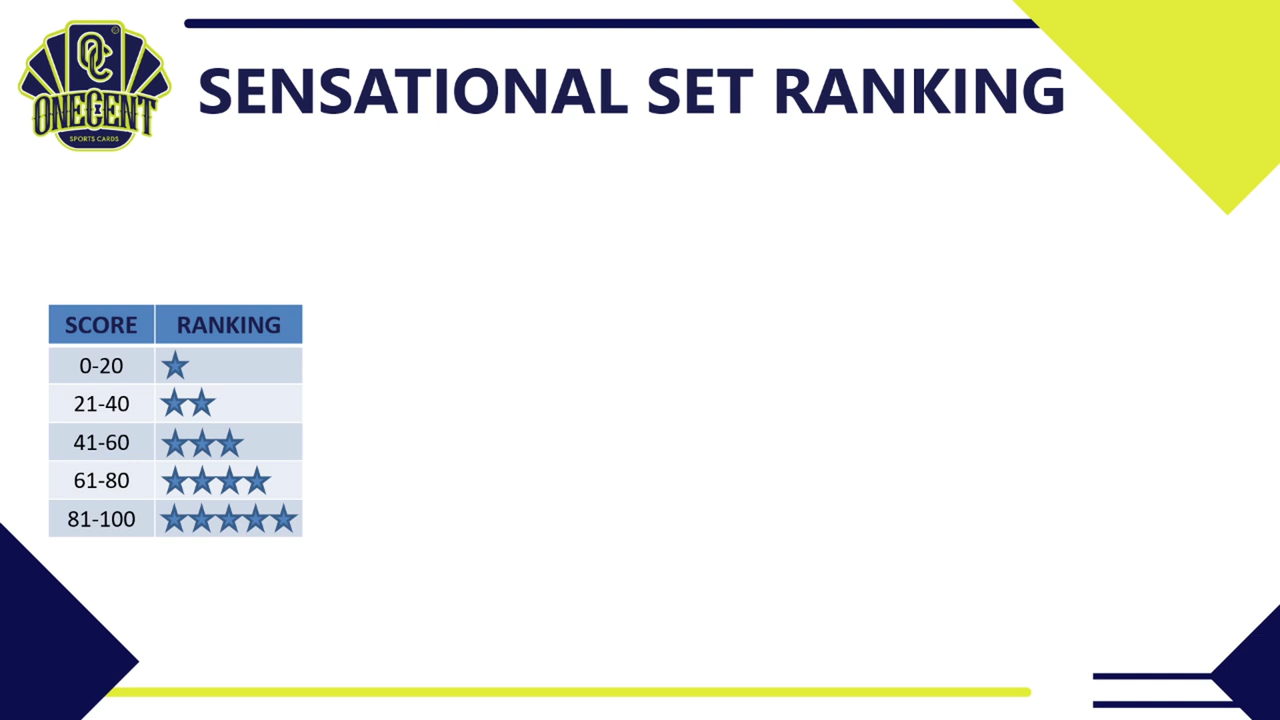 OC
ONECENT
SPORTS CARDS
SENSATIONAL SET RANKING
SCORE RANKING
0-20 ★
21-40 ★★
41-60 ★★★
61-80 ★★★★
81-100 ★★★★★